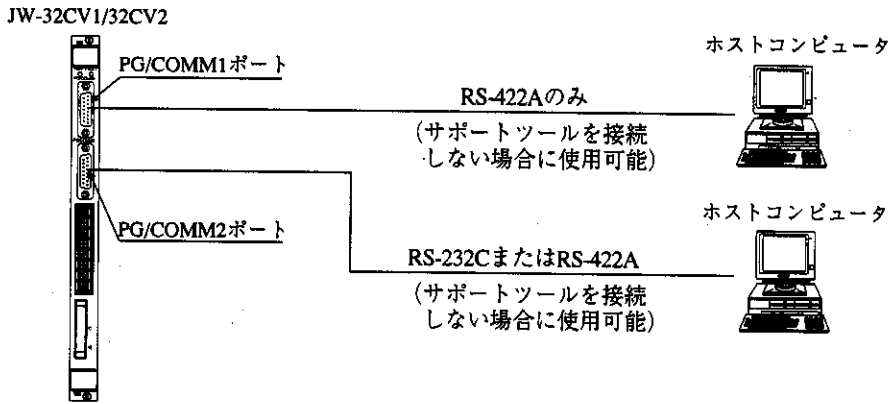 JW-32CV1/32CV2
PG/COMM1ポート
ホストコンピュータ
RS-422Aのみ
(サポートツールを接続
しない場合に使用可能)
PG/COMM2ポート
ホストコンピュータ
RS-232CまたはRS-422A
(サポートツールを接続
しない場合に使用可能)